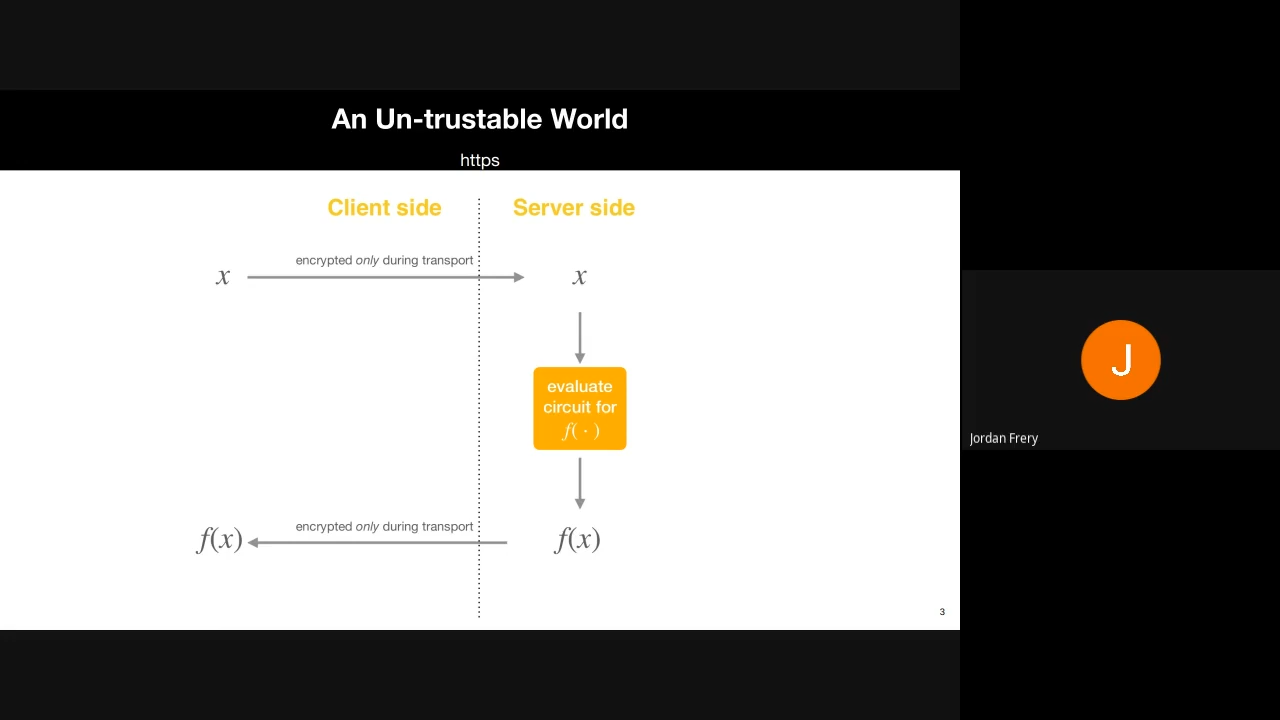 An Un-trustable World
https
Client side
Server side
encrypted only during transport
x
x
evaluate
circuit for
f( · )
encrypted only during transport
f(x)
f(x)
3
J
Jordan Frery